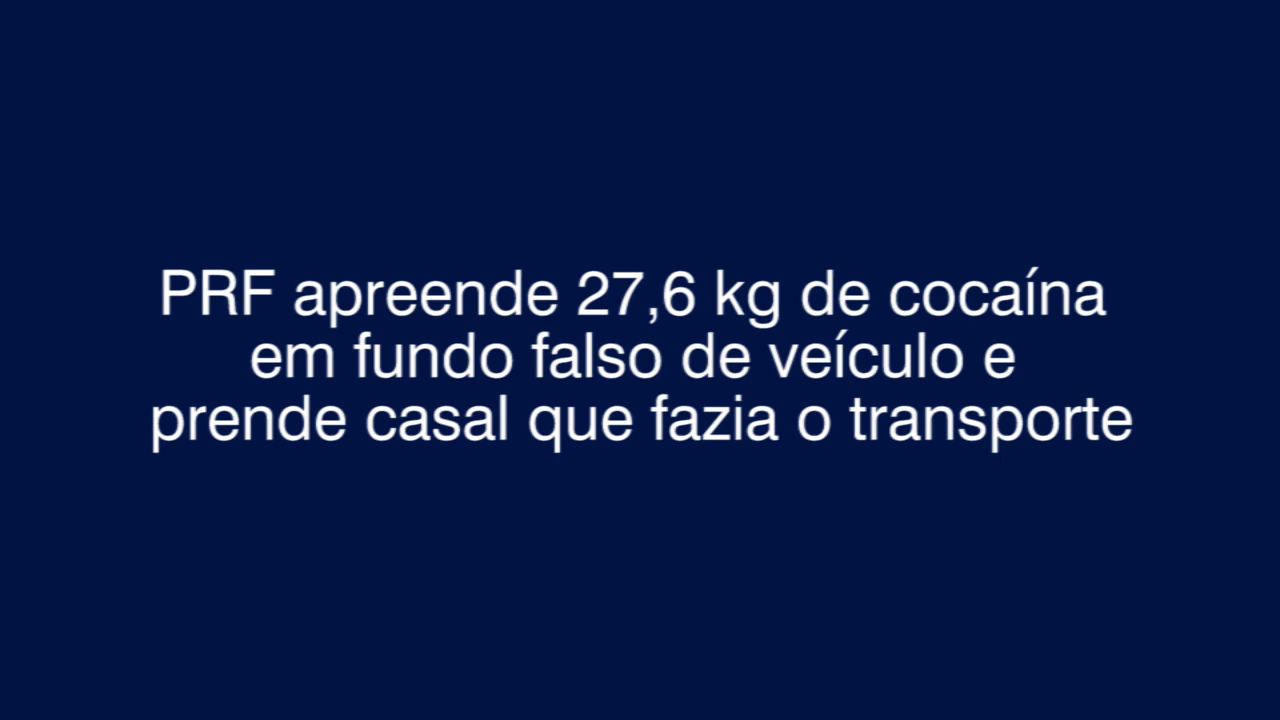 PRF apreende 27,6 kg de cocaína
em fundo falso de veículo e
prende casal que fazia o transporte